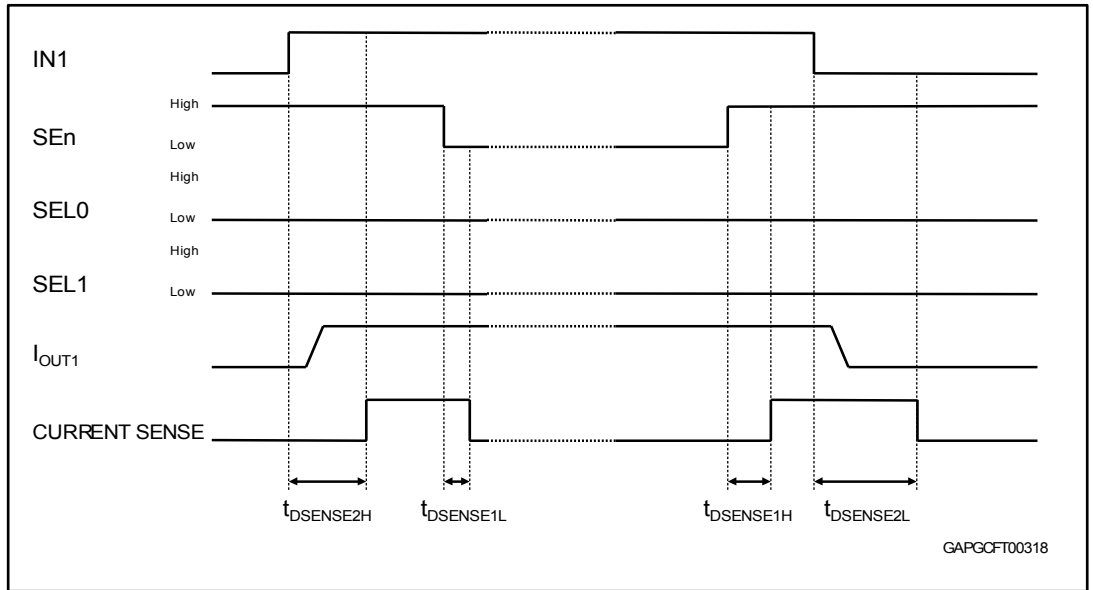 IN1
High
SEn
Low
High
SEL0
Low
High
SEL1
Low
IOUT1
CURRENT SENSE
tDSENSE2H tDSENSE1L tDSENSE1H tDSENSE2L
GAPGCFT00318